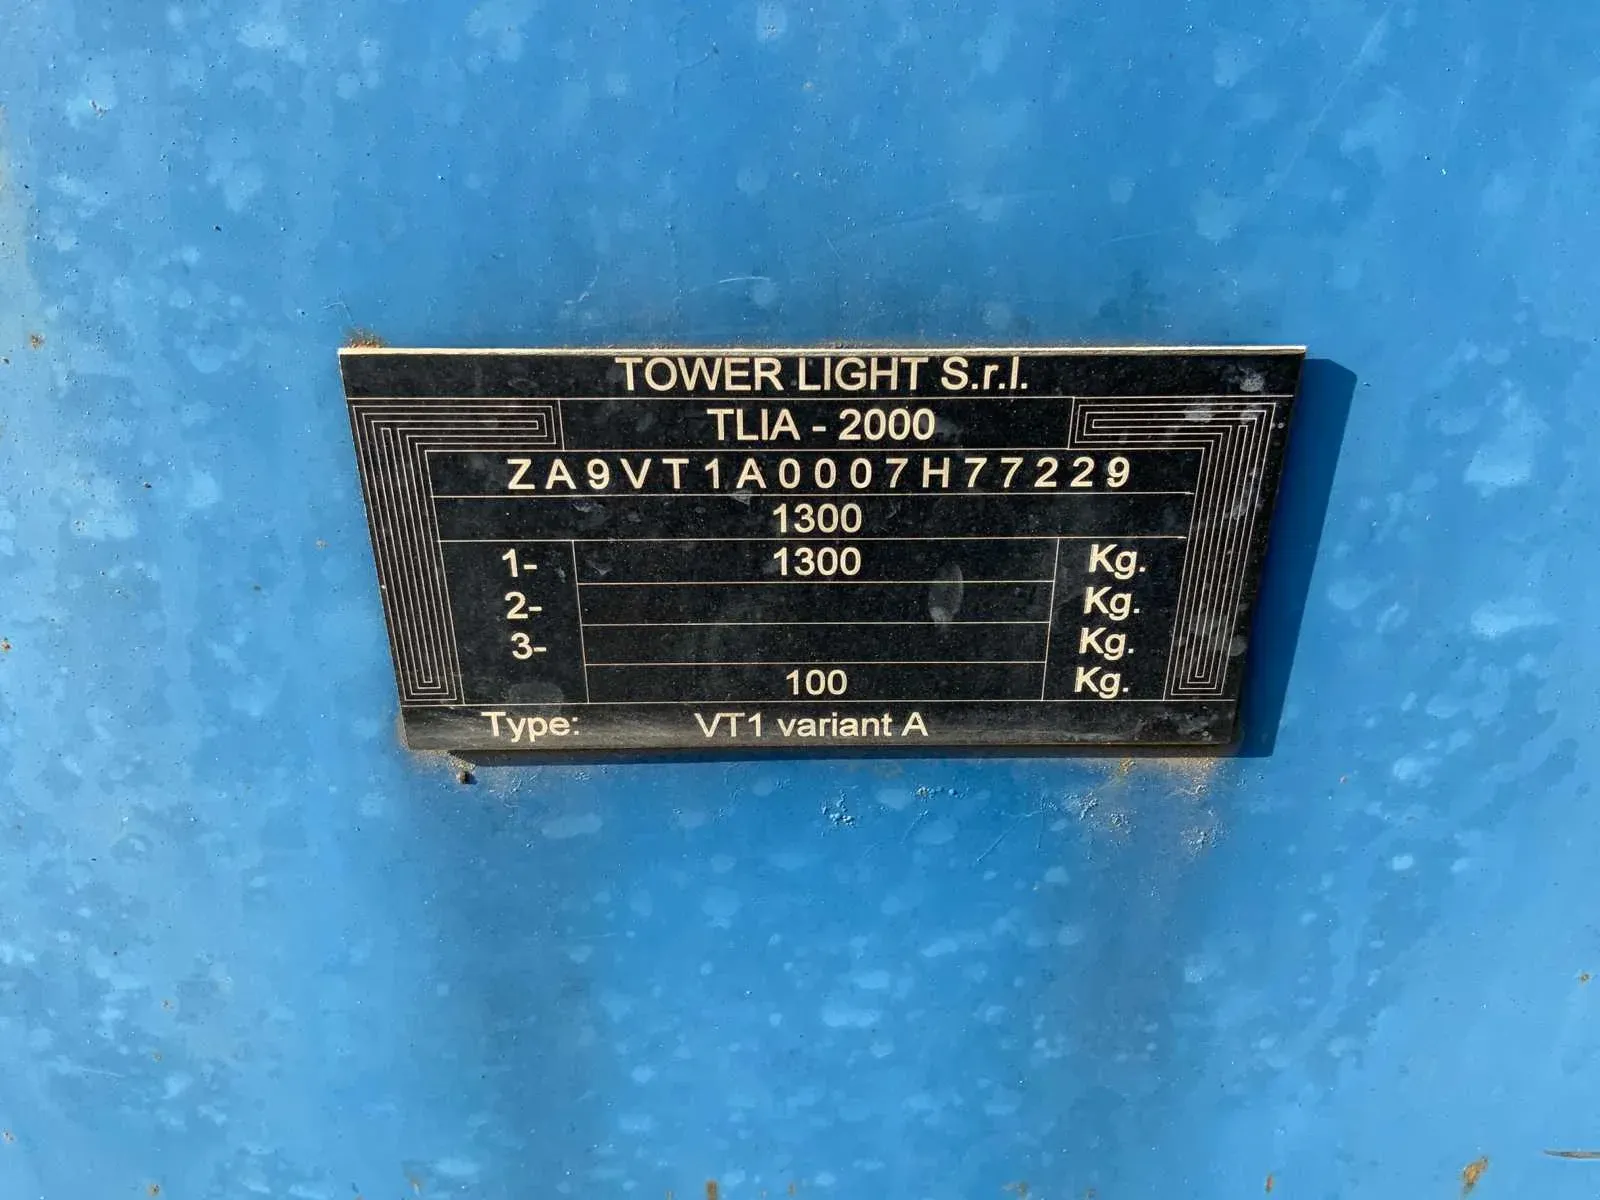 TOWER LIGHT S.r.l.
TLIA - 2000
ZA9VT1A0007H77229
1300
1- 1300 Kg.
2- Kg.
3- Kg.
100 Kg.
Type: VT1 variant A